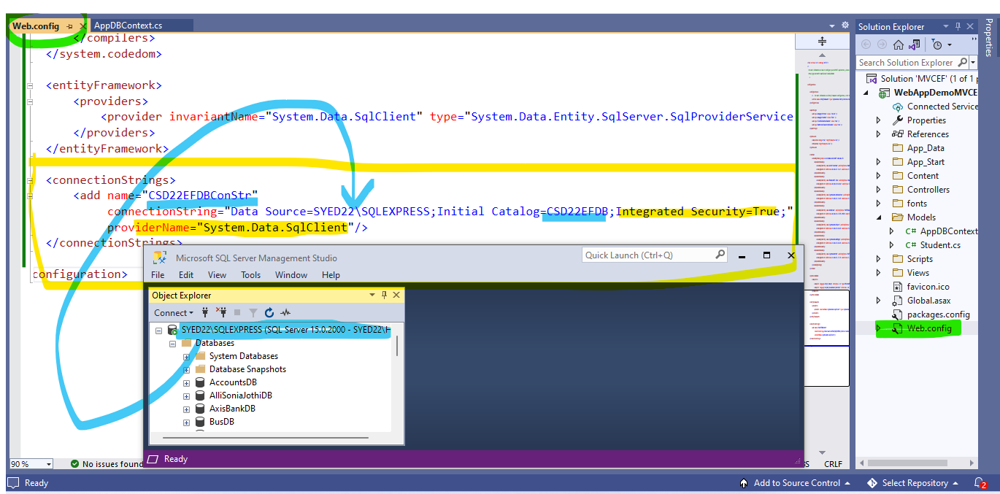 Web.config
AppDBContext.cs
</compilers>
</system.codedom>
<entityFramework>
<providers>
<provider invariantName="System.Data.SqlClient" type="System.Data.Entity.SqlServer.SqlProviderService
</providers>
</entityFramework>
<connectionStrings>
<add name="CSD22EFDBConStr"
connectionString="Data Source=SYED22\SQLEXPRESS;Initial Catalog=CSD22EFDB;Integrated Security=True;"
providerName="System.Data.SqlClient"/>
</connectionStrings>
configuration>
90 %
No issues found
Microsoft SQL Server Management Studio
Quick Launch (Ctrl+Q)
File Edit View Tools Window Help
Object Explorer
Connect
SYED22\SQLEXPRESS (SQL Server 15.0.2000 - SYED22\H
Databases
System Databases
Database Snapshots
AccountsDB
AlliSoniaJothiDB
AxisBankDB
BusDB
Ready
CRLF
Solution Explorer
Search Solution Explorer
Solution 'MVCEF' (1 of 1 p
WebAppDemoMVCE
Connected Service
Properties
References
App_Data
App_Start
Content
Controllers
fonts
Models
C# AppDBContext
C# Student.cs
Scripts
Views
favicon.ico
Global.asax
packages.config
Web.config
Properties
Ready
Add to Source Control
Select Repository
2